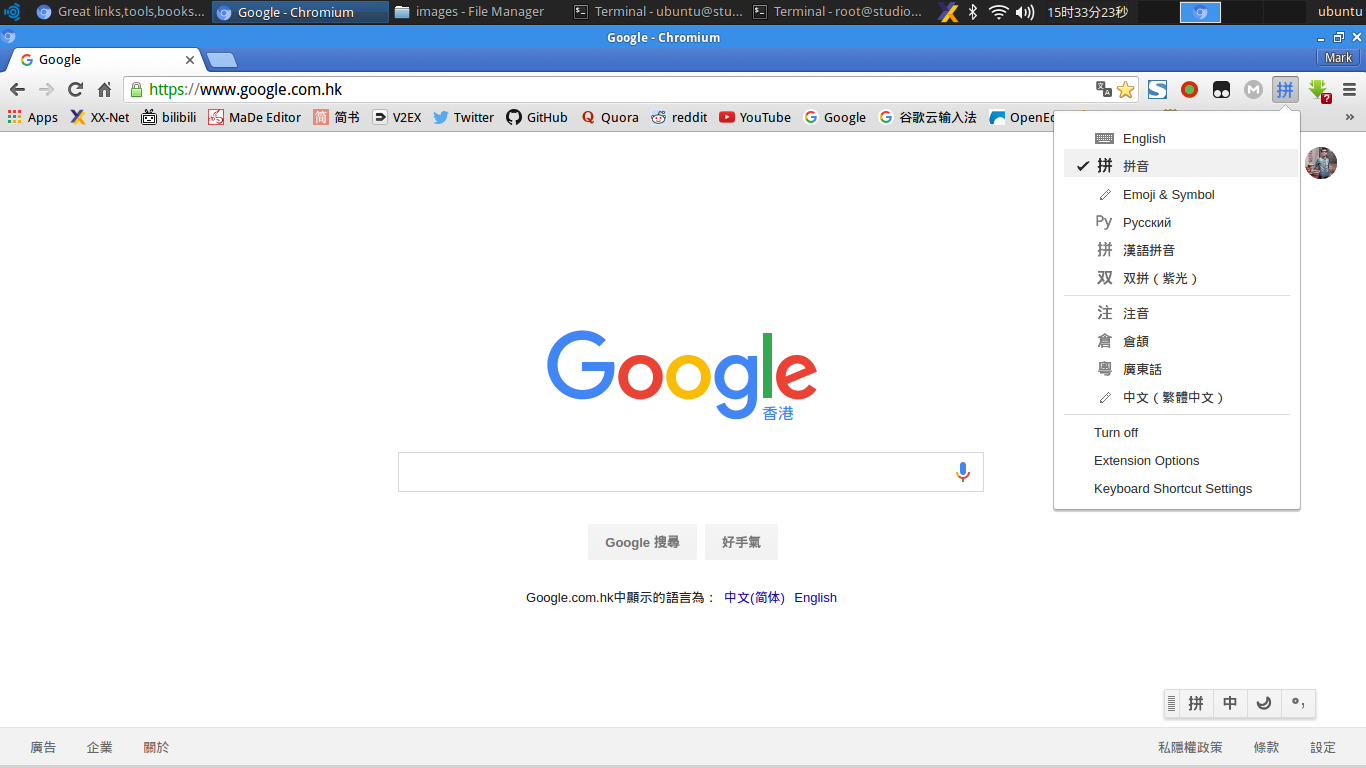 Great links,tools,books...
Google - Chromium
images - File Manager
Terminal - ubuntu@stu...
Terminal - root@studio...
15时33分23秒
ubuntu
Google - Chromium
Google
Mark
https://www.google.com.hk
拼
Apps
XX-Net
bilibili
MaDe Editor
简 简书
V2EX
Twitter
GitHub
Quora
reddit
YouTube
Google
谷歌云输入法
English
拼 拼音
Emoji & Symbol
Ру Русский
拼 漢語拼音
双 双拼（紫光）
注 注音
倉 倉頡
粵 廣東話
中文（繁體中文）
Turn off
Extension Options
Keyboard Shortcut Settings
Google
香港
Google 搜尋
好手氣
Google.com.hk中顯示的語言為： 中文(简体) English
拼 中
廣告
企業
關於
私隱權政策
條款
設定